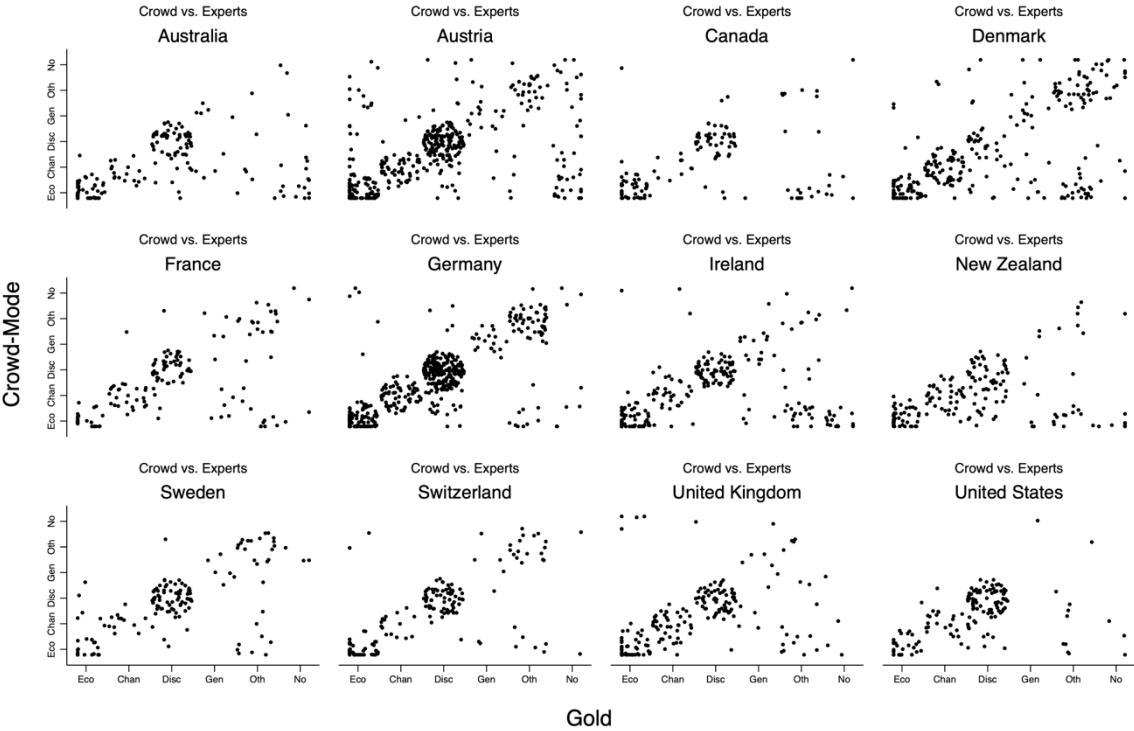 Crowd vs. Experts
Australia
Crowd vs. Experts
Austria
Crowd vs. Experts
Canada
Crowd vs. Experts
Denmark
No
Oth
Gen
Disc
Chan
Eco
Crowd vs. Experts
France
Crowd vs. Experts
Germany
Crowd vs. Experts
Ireland
Crowd vs. Experts
New Zealand
Crowd-Mode
No
Oth
Gen
Disc
Chan
Eco
Crowd vs. Experts
Sweden
Crowd vs. Experts
Switzerland
Crowd vs. Experts
United Kingdom
Crowd vs. Experts
United States
No
Oth
Gen
Disc
Chan
Eco
Eco Chan Disc Gen Oth No
Eco Chan Disc Gen Oth No
Eco Chan Disc Gen Oth No
Eco Chan Disc Gen Oth No
Gold